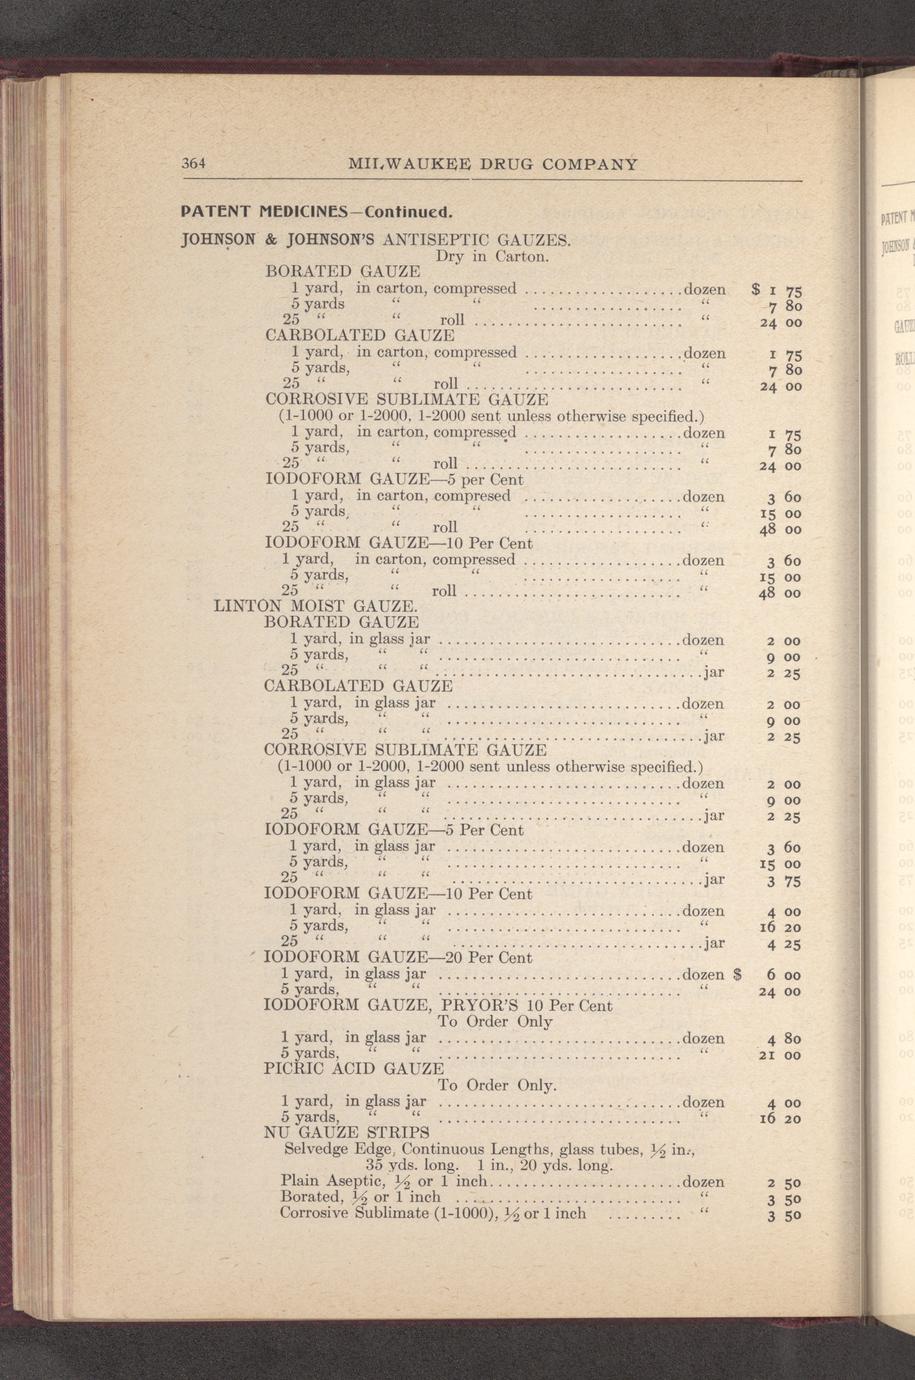 364 MILWAUKEE DRUG COMPANY
PATENT MEDICINES—Continued.
JOHNSON & JOHNSON'S ANTISEPTIC GAUZES.
Dry in Carton.
BORATED GAUZE
1 yard, in carton, compressed ....................dozen $ 1 75
5 yards “ “ ................. “ 7 80
25 “ “ roll ........................ “ 24 00
CARBOLATED GAUZE
1 yard, in carton, compressed ....................dozen 1 75
5 yards, “ “ .................. “ 7 80
25 “ “ roll ......................... “ 24 00
CORROSIVE SUBLIMATE GAUZE
(1-1000 or 1-2000, 1-2000 sent unless otherwise specified.)
1 yard, in carton, compressed ....................dozen 1 75
5 yards, “ “ .................. “ 7 80
25 “ “ roll ......................... “ 24 00
IODOFORM GAUZE—5 per Cent
1 yard, in carton, compresed ....................dozen 3 60
5 yards, “ “ .................. “ 15 00
25 “ “ roll .................. “ 48 00
IODOFORM GAUZE—10 Per Cent
1 yard, in carton, compressed ....................dozen 3 60
5 yards, “ “ .................. “ 15 00
25 “ “ roll ......................... “ 48 00
LINTON MOIST GAUZE.
BORATED GAUZE
1 yard, in glass jar .............................dozen 2 00
5 yards, “ “ ............................ “ 9 00
25 “ “ “ ...............................jar 2 25
CARBOLATED GAUZE
1 yard, in glass jar ............................dozen 2 00
5 yards, “ “ ........................... “ 9 00
25 “ “ “ ..............................jar 2 25
CORROSIVE SUBLIMATE GAUZE
(1-1000 or 1-2000, 1-2000 sent unless otherwise specified.)
1 yard, in glass jar ............................dozen 2 00
5 yards, “ “ ........................... “ 9 00
25 “ “ “ ..............................jar 2 25
IODOFORM GAUZE—5 Per Cent
1 yard, in glass jar ............................dozen 3 60
5 yards, “ “ ........................... “ 15 00
25 “ “ “ .............................jar 3 75
IODOFORM GAUZE—10 Per Cent
1 yard, in glass jar ............................dozen 4 00
5 yards, “ “ ........................... “ 16 20
25 “ “ “ .............................jar 4 25
IODOFORM GAUZE—20 Per Cent
1 yard, in glass jar .............................dozen $ 6 00
5 yards, “ “ ............................ “ 24 00
IODOFORM GAUZE, PRYOR'S 10 Per Cent
To Order Only
1 yard, in glass jar .............................dozen 4 80
5 yards, “ “ ............................ “ 21 00
PICRIC ACID GAUZE
To Order Only.
1 yard, in glass jar .............................dozen 4 00
5 yards, “ “ ............................ “ 16 20
NU GAUZE STRIPS
Selvedge Edge, Continuous Lengths, glass tubes, ½ in.,
35 yds. long. 1 in., 20 yds. long.
Plain Aseptic, ½ or 1 inch.......................dozen 2 50
Borated, ½ or 1 inch ........................... “ 3 50
Corrosive Sublimate (1-1000), ½ or 1 inch ......... “ 3 50